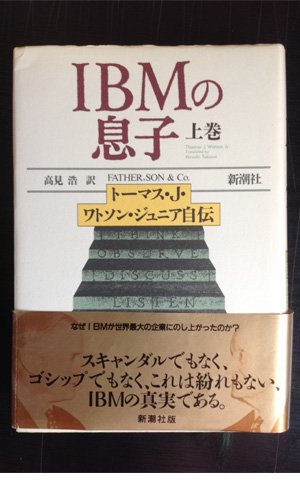 IBMの
息子 上巻
Thomas J. Watson Jr.
Translated by
Hiroshi Takami
高見 浩 訳 FATHER, SON & Co. 新潮社
トーマス・J・
ワトソン・ジュニア自伝
THINK
OBSERVE
DISCUSS
LISTEN
なぜ!IBMが世界最大の企業にのし上がったのか?
スキャンダルでもなく、
ゴシップでもなく、これは紛れもない、
IBMの真実である。
新潮社版